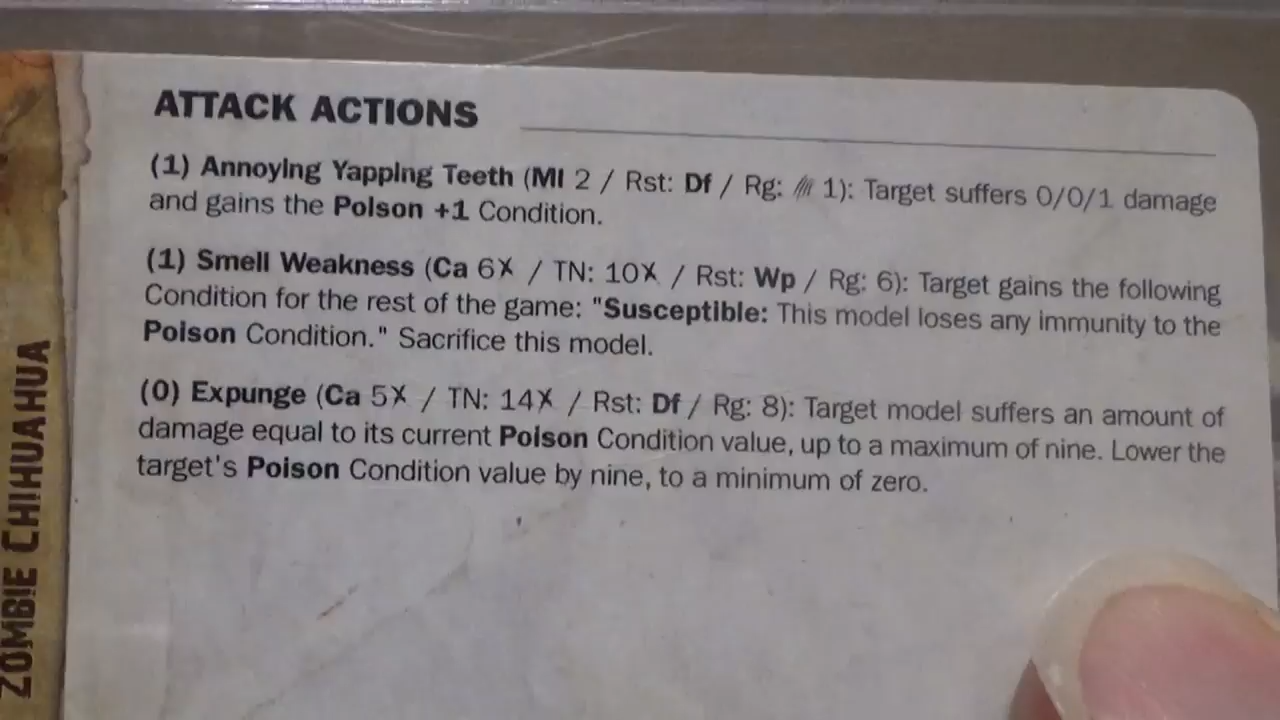 ATTACK ACTIONS
(1) Annoying Yapping Teeth (Ml 2 / Rst: Df / Rg: 1): Target suffers 0/0/1 damage
and gains the Poison +1 Condition.
(1) Smell Weakness (Ca 6X / TN: 10X / Rst: Wp / Rg: 6): Target gains the following
Condition for the rest of the game: "Susceptible: This model loses any immunity to the
Poison Condition." Sacrifice this model.
(0) Expunge (Ca 5X / TN: 14X / Rst: Df / Rg: 8): Target model suffers an amount of
damage equal to its current Poison Condition value, up to a maximum of nine. Lower the
target's Poison Condition value by nine, to a minimum of zero.
ZOMBIE CHIHUAHUA